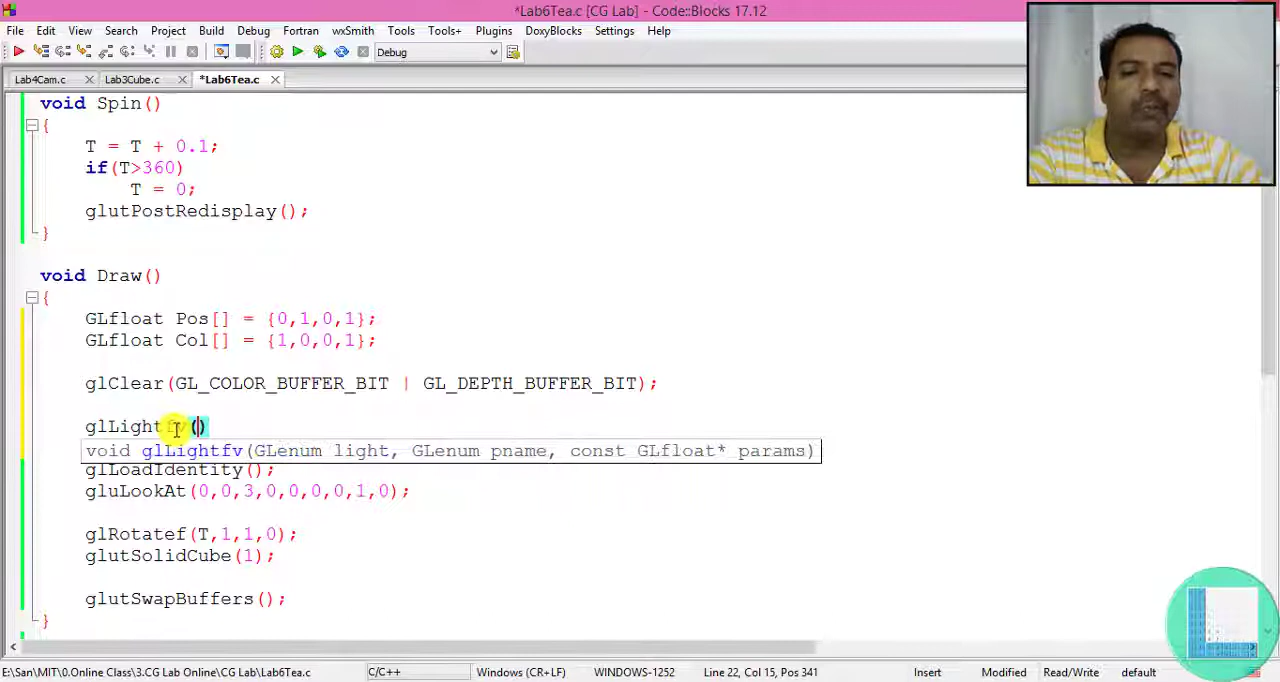 *Lab6Tea.c [CG Lab] - Code::Blocks 17.12
File Edit View Search Project Build Debug Fortran wxSmith Tools Tools+ Plugins DoxyBlocks Settings Help
Debug
Lab4Cam.c Lab3Cube.c *Lab6Tea.c
void Spin()
{
T = T + 0.1;
if(T>360)
T = 0;
glutPostRedisplay();
}
void Draw()
{
GLfloat Pos[] = {0,1,0,1};
GLfloat Col[] = {1,0,0,1};
glClear(GL_COLOR_BUFFER_BIT | GL_DEPTH_BUFFER_BIT);
glLightfv()
void glLightfv(GLenum light, GLenum pname, const GLfloat* params)
glLoadIdentity();
gluLookAt(0,0,3,0,0,0,0,1,0);
glRotatef(T,1,1,0);
glutSolidCube(1);
glutSwapBuffers();
}
E:\San\MIT\0.Online Class\3.CG Lab Online\CG Lab\Lab6Tea.c C/C++ Windows (CR+LF) WINDOWS-1252 Line 22, Col 15, Pos 341 Insert Modified Read/Write default